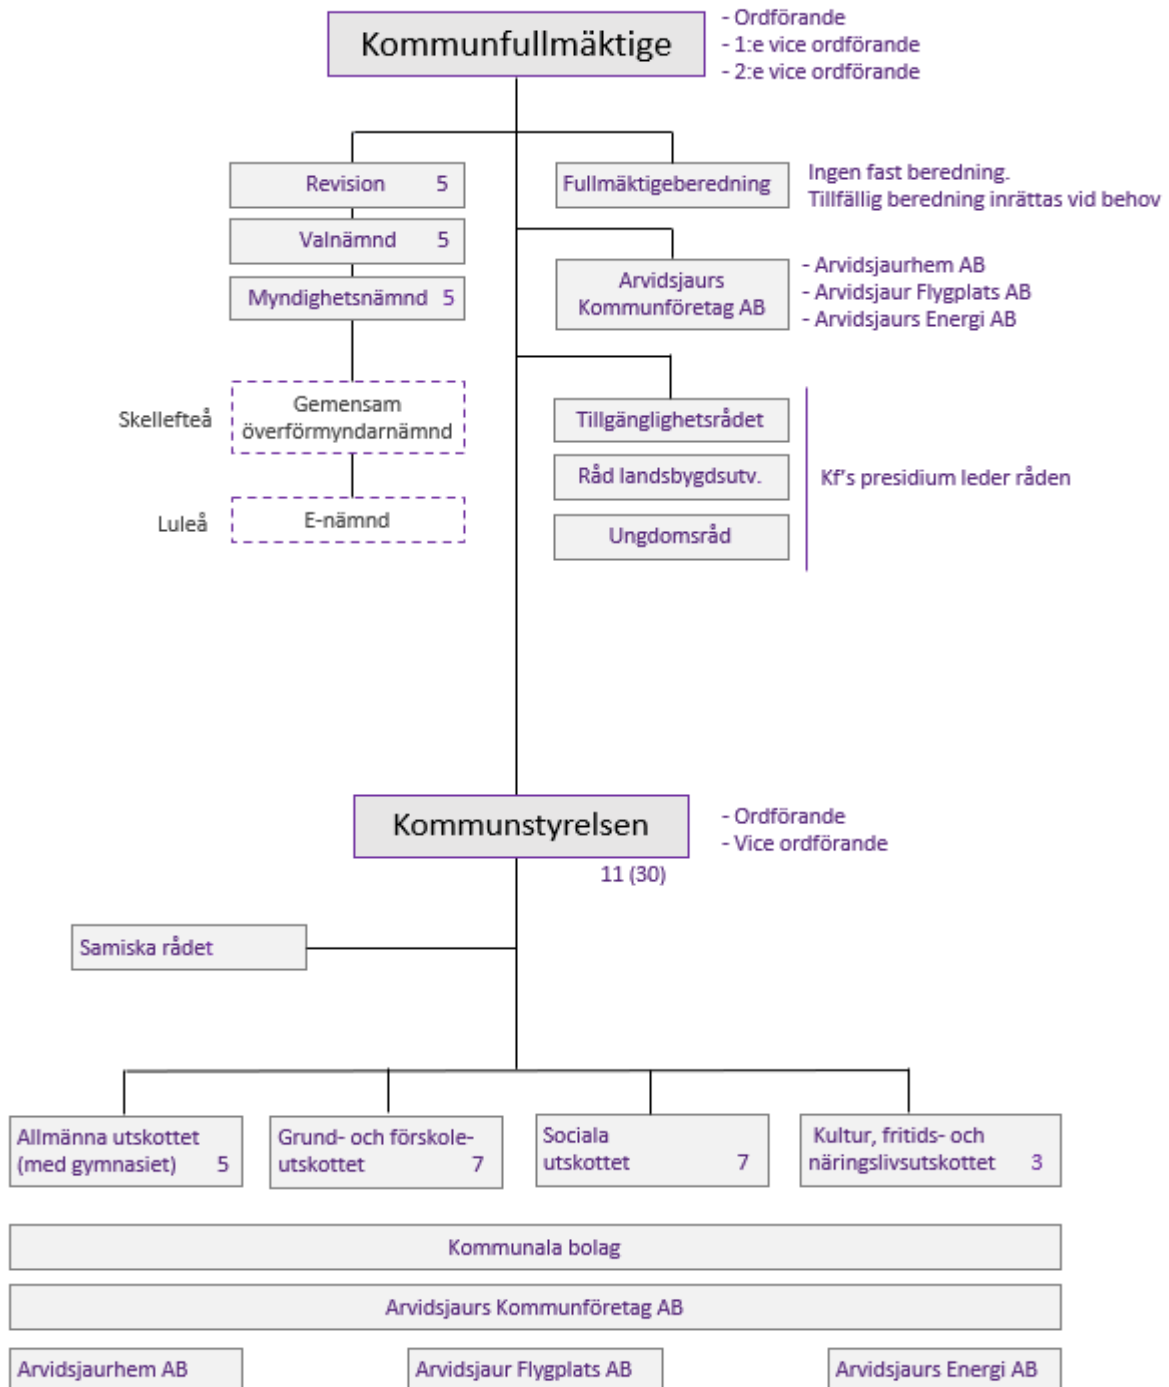 Kommunfullmäktige
- Ordförande
- 1:e vice ordförande
- 2:e vice ordförande
Revision 5
Valnämnd 5
Myndighetsnämnd 5
Skellefteå
Gemensam
överförmyndarnämnd
Luleå
E-nämnd
Fullmäktigeberedning
Ingen fast beredning.
Tillfällig beredning inrättas vid behov
Arvidsjaurs
Kommunföretag AB
- Arvidsjaurhem AB
- Arvidsjaur Flygplats AB
- Arvidsjaurs Energi AB
Tillgänglighetsrådet
Råd landsbygdsutv.
Ungdomsråd
Kf's presidium leder råden
Kommunstyrelsen
- Ordförande
- Vice ordförande
11 (30)
Samiska rådet
Allmänna utskottet
(med gymnasiet) 5
Grund- och förskole-
utskottet 7
Sociala
utskottet 7
Kultur, fritids- och
näringslivsutskottet 3
Kommunala bolag
Arvidsjaurs Kommunföretag AB
Arvidsjaurhem AB
Arvidsjaur Flygplats AB
Arvidsjaurs Energi AB